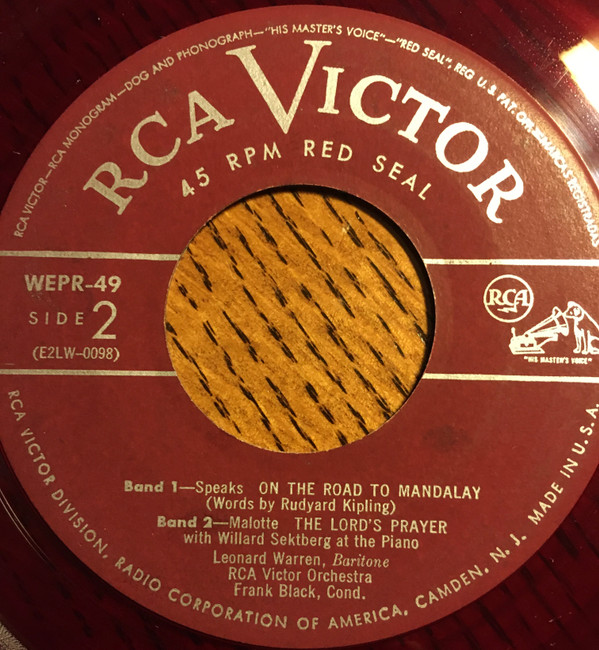 RCA VICTOR—RCA MONOGRAM—DOG AND PHONOGRAPH—"HIS MASTER'S VOICE"—"RED SEAL", REG. U.S. PAT. OFF.
RCA VICTOR
45 RPM RED SEAL
WEPR-49
SIDE 2
(E2LW-0098)
RCA
"HIS MASTER'S VOICE"
Band 1—Speaks ON THE ROAD TO MANDALAY
(Words by Rudyard Kipling)
Band 2—Malotte THE LORD'S PRAYER
with Willard Sektberg at the Piano
Leonard Warren, Baritone
RCA Victor Orchestra
Frank Black, Cond.
RCA VICTOR DIVISION, RADIO CORPORATION OF AMERICA, CAMDEN, N. J. MADE IN U.S.A.